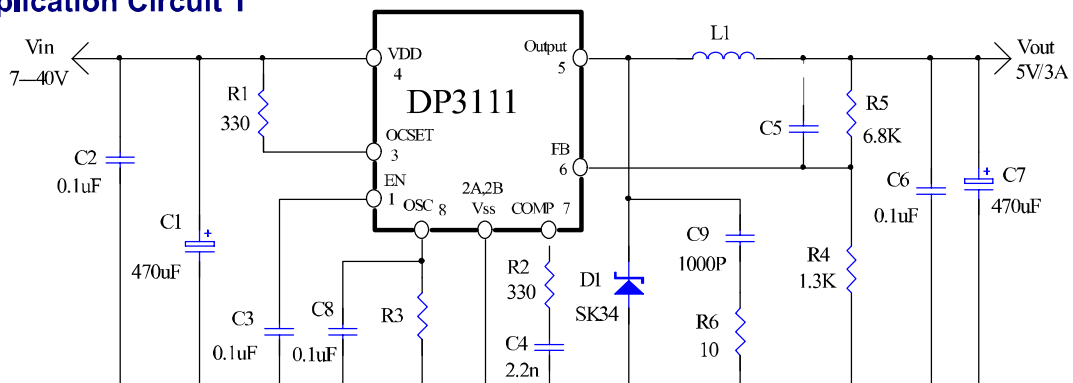 plication Circuit 1
Vin
7—40V
VDD
4
Output
5
L1
Vout
5V/3A
DP3111
R1
330
OCSET
3
FB
6
C5
R5
6.8K
C2
0.1uF
EN
1
OSC 8
2A,2B
Vss
COMP 7
C6
0.1uF
C7
470uF
C1
470uF
R2
330
D1
SK34
C9
1000P
R4
1.3K
C3
0.1uF
C8
0.1uF
R3
C4
2.2n
R6
10